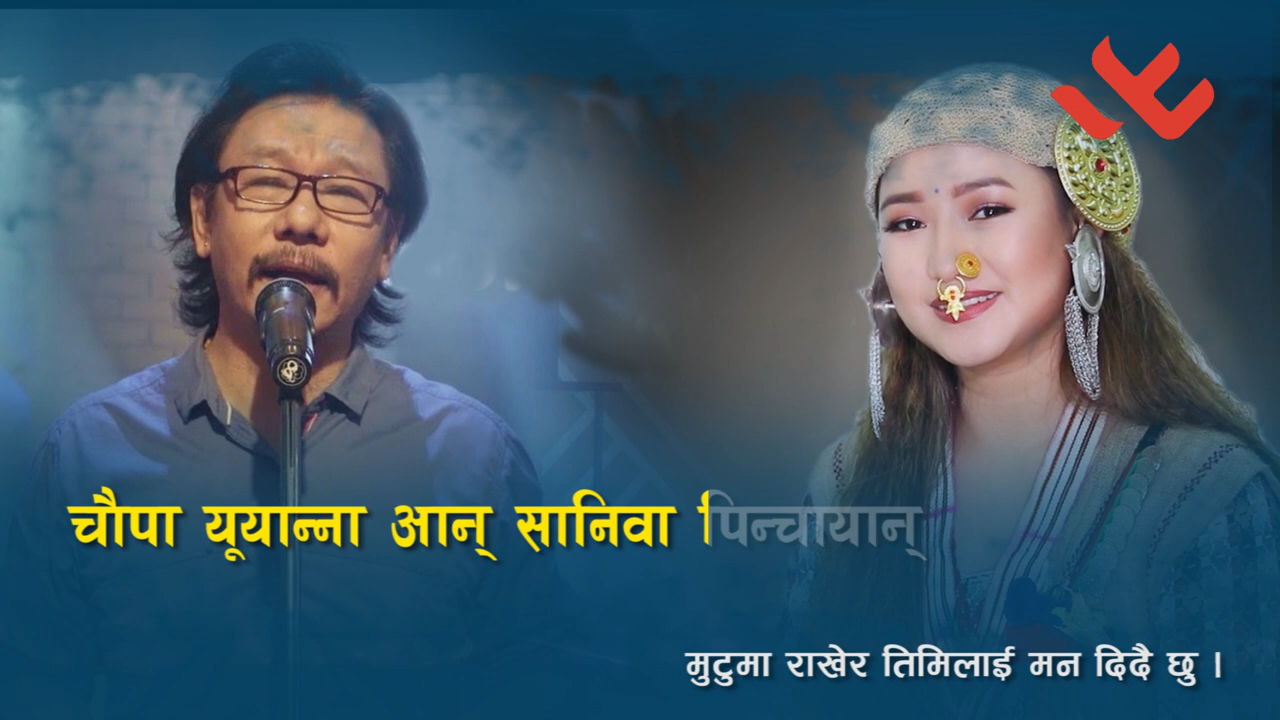 चौपा यूयान्ना आन् सानिवा पिन्चायान्
मुटुमा राखेर तिमिलाई मन दिदै छु ।